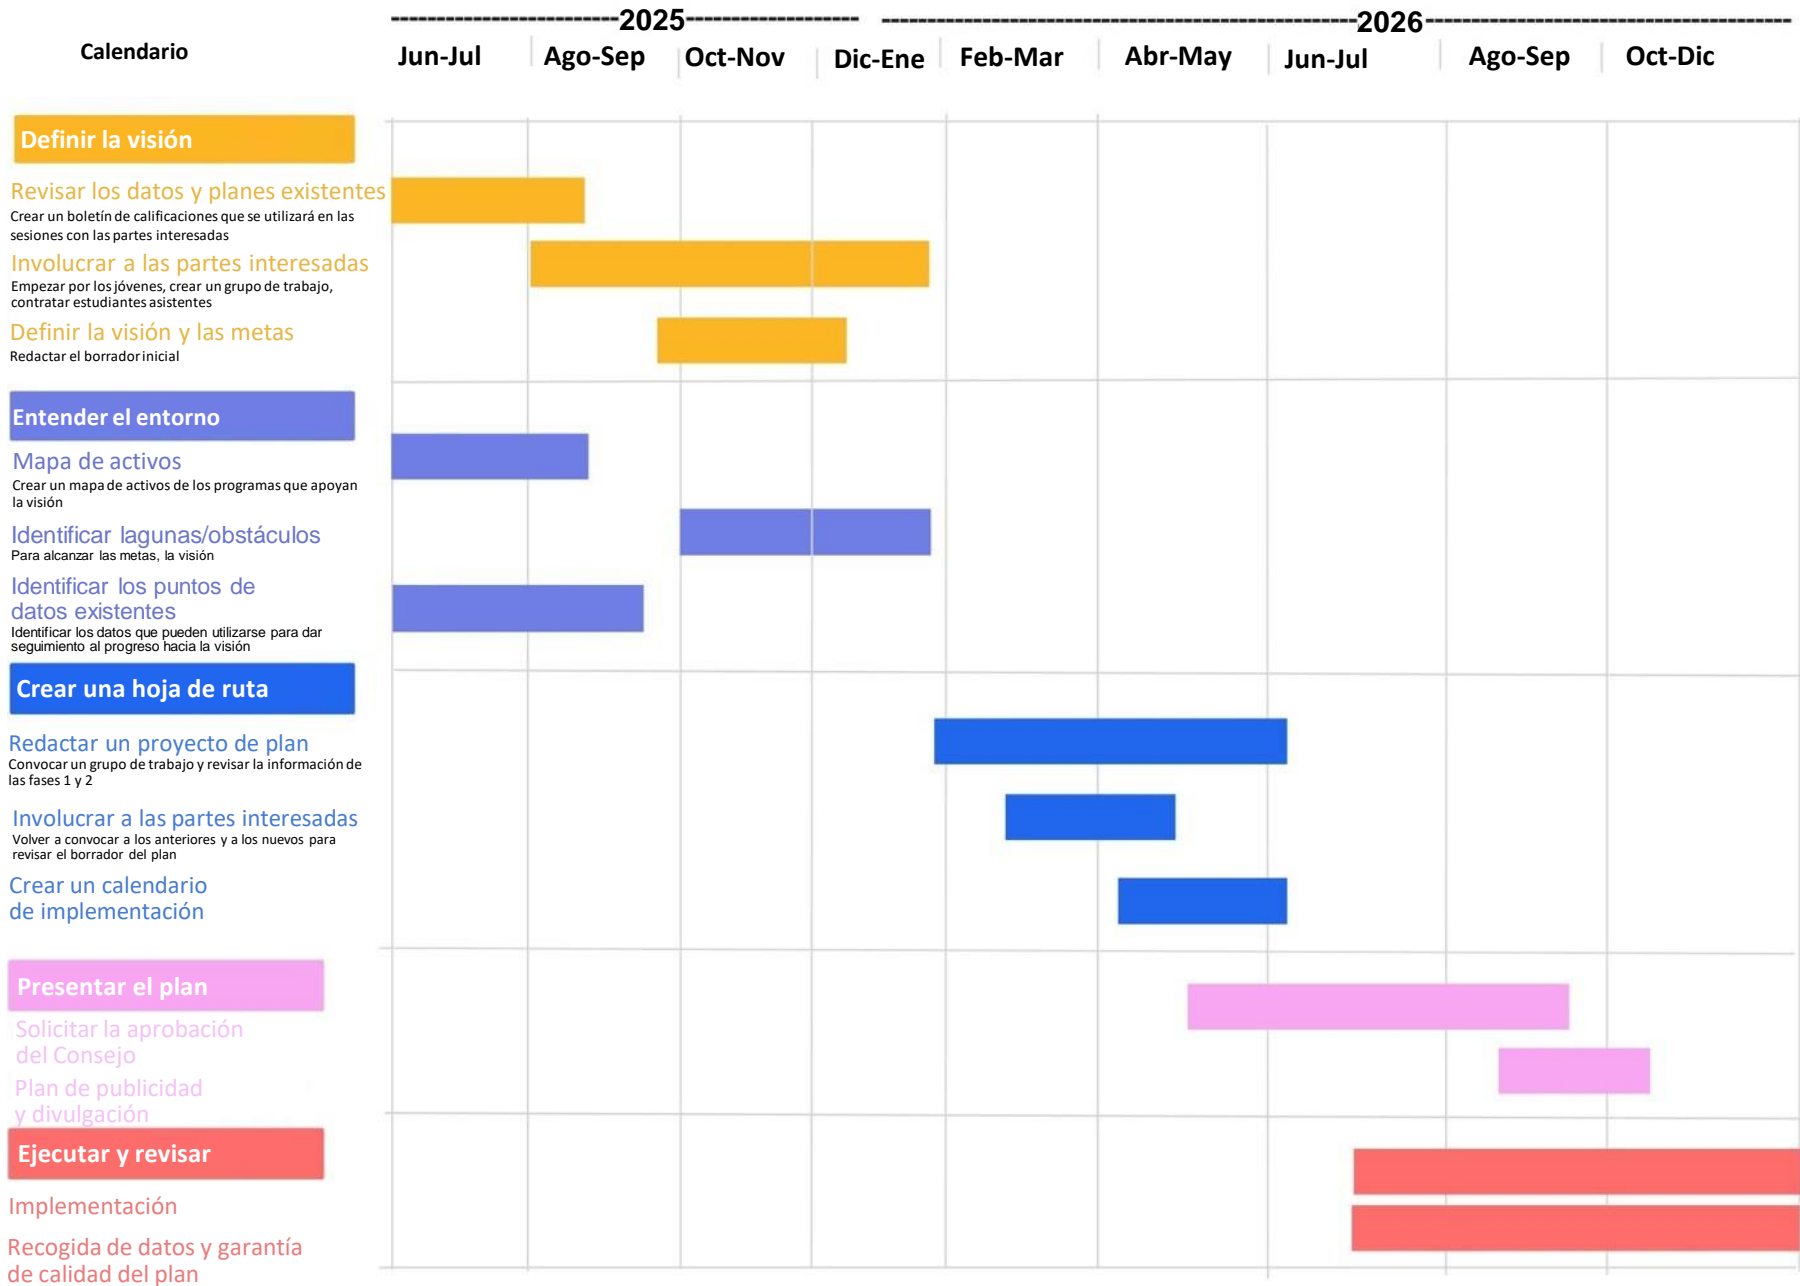 2025
2026
Calendario
Jun-Jul
Ago-Sep
Oct-Nov
Dic-Ene
Feb-Mar
Abr-May
Jun-Jul
Ago-Sep
Oct-Dic
Definir la visión
Revisar los datos y planes existentes
Crear un boletín de calificaciones que se utilizará en las
sesiones con las partes interesadas
Involucrar a las partes interesadas
Empezar por los jóvenes, crear un grupo de trabajo,
contratar estudiantes asistentes
Definir la visión y las metas
Redactar el borrador inicial
Entender el entorno
Mapa de activos
Crear un mapa de activos de los programas que apoyan
la visión
Identificar lagunas/obstáculos
Para alcanzar las metas, la visión
Identificar los puntos de
datos existentes
Identificar los datos que pueden utilizarse para dar
seguimiento al progreso hacia la visión
Crear una hoja de ruta
Redactar un proyecto de plan
Convocar un grupo de trabajo y revisar la información de
las fases 1 y 2
Involucrar a las partes interesadas
Volver a convocar a los anteriores y a los nuevos para
revisar el borrador del plan
Crear un calendario
de implementación
Presentar el plan
Solicitar la aprobación
del Consejo
Plan de publicidad
y divulgación
Ejecutar y revisar
Implementación
Recogida de datos y garantía
de calidad del plan